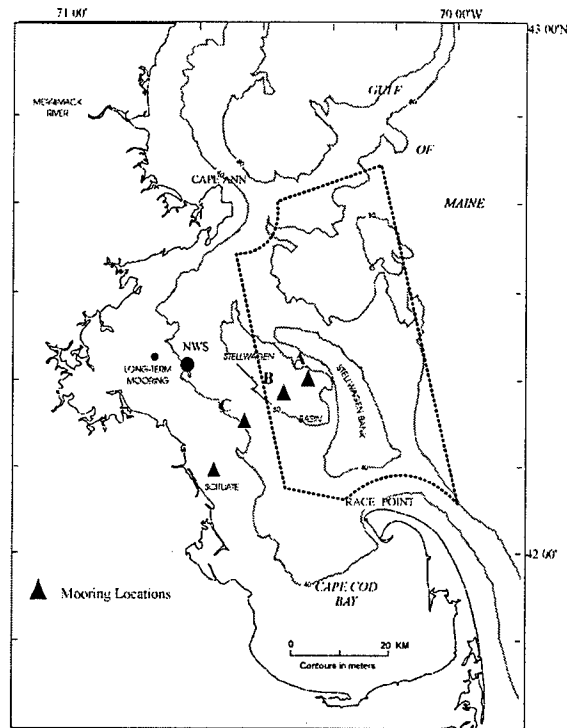 71 00'
70 00'W
43 00'N
GULF
OF
MAINE
MERRIMACK
RIVER
CAPE ANN
NWS
LONG-TERM
MOORING
STELLWAGEN
BASIN
A
B
C
STELLWAGEN BANK
SCITUATE
RACE POINT
42 00'
CAPE COD
BAY
Mooring Locations
0 20 KM
Contours in meters